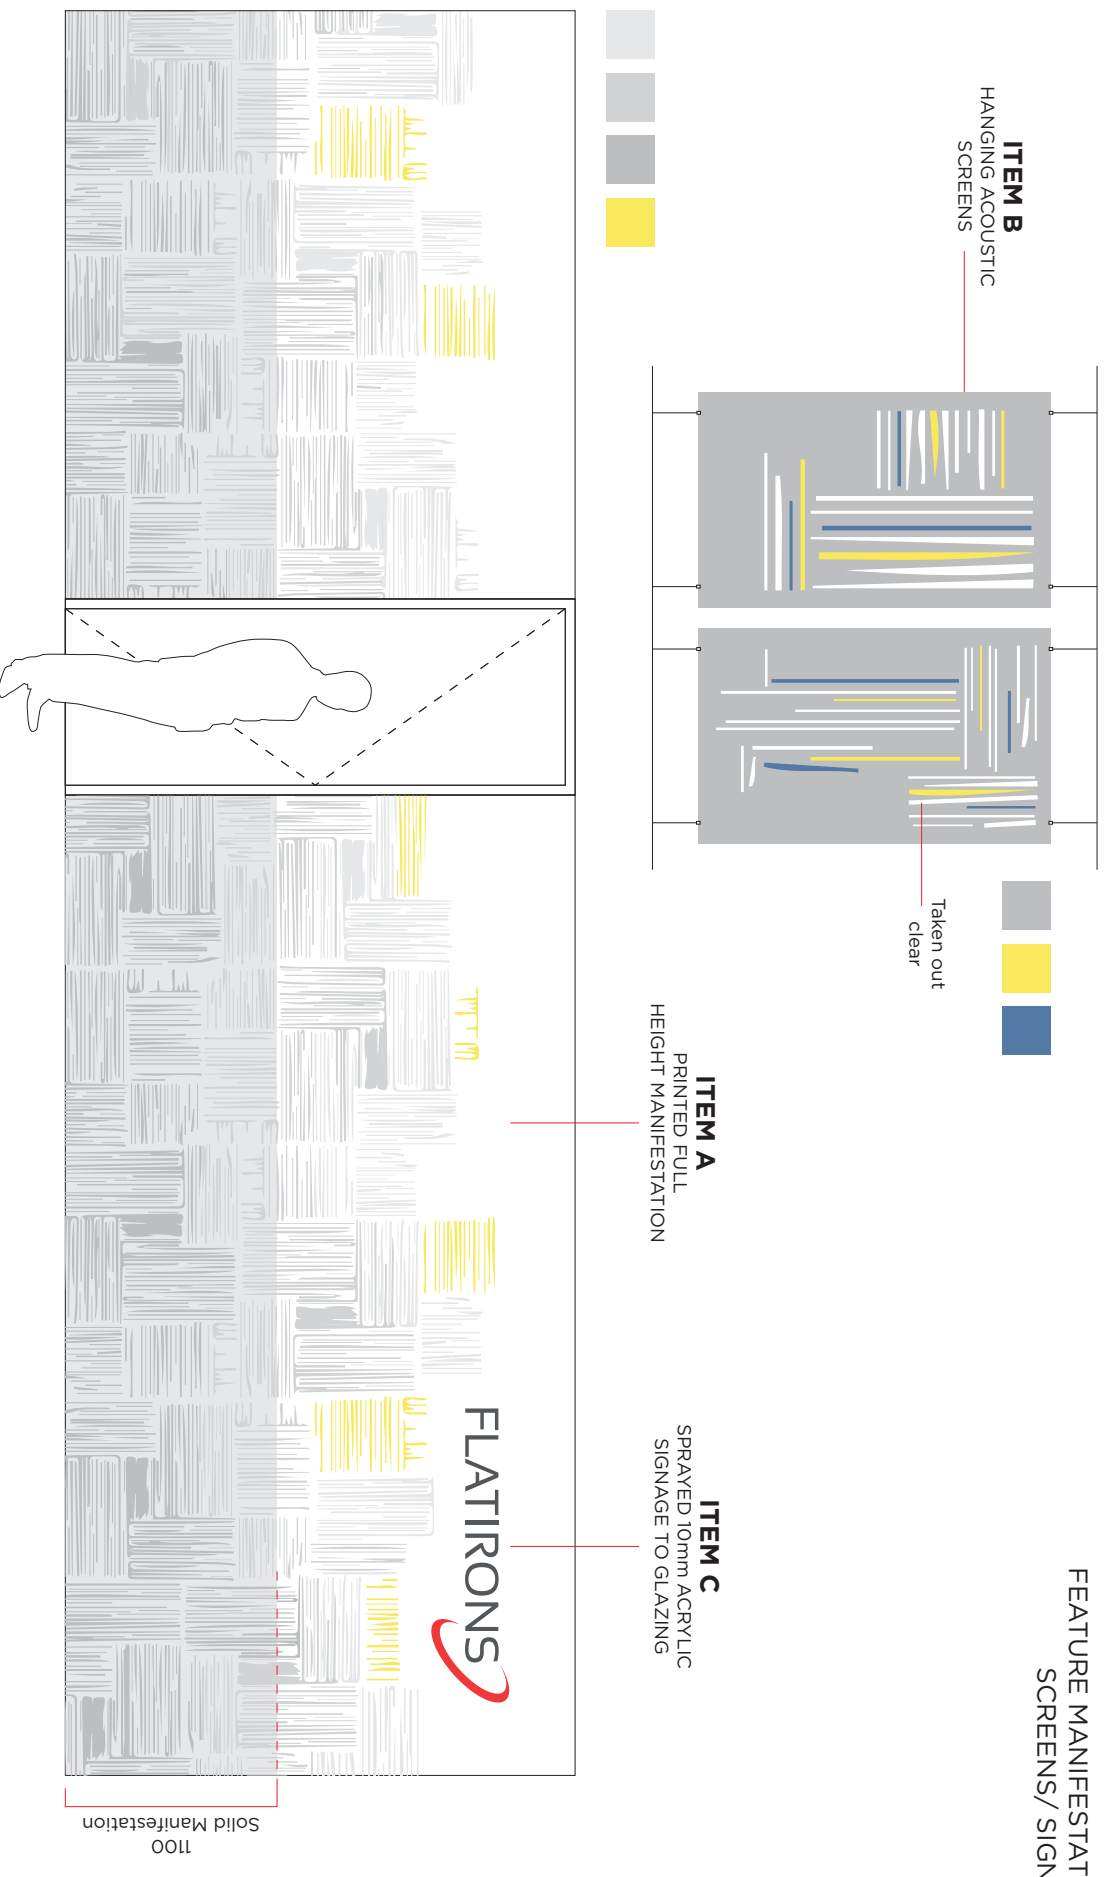 FEATURE MANIFESTAT
SCREENS/ SIGN
ITEM B
HANGING ACOUSTIC
SCREENS
Taken out
clear
ITEM A
PRINTED FULL
HEIGHT MANIFESTATION
ITEM C
SPRAYED 10mm ACRYLIC
SIGNAGE TO GLAZING
FLATIRONS
1100
Solid Manifestation